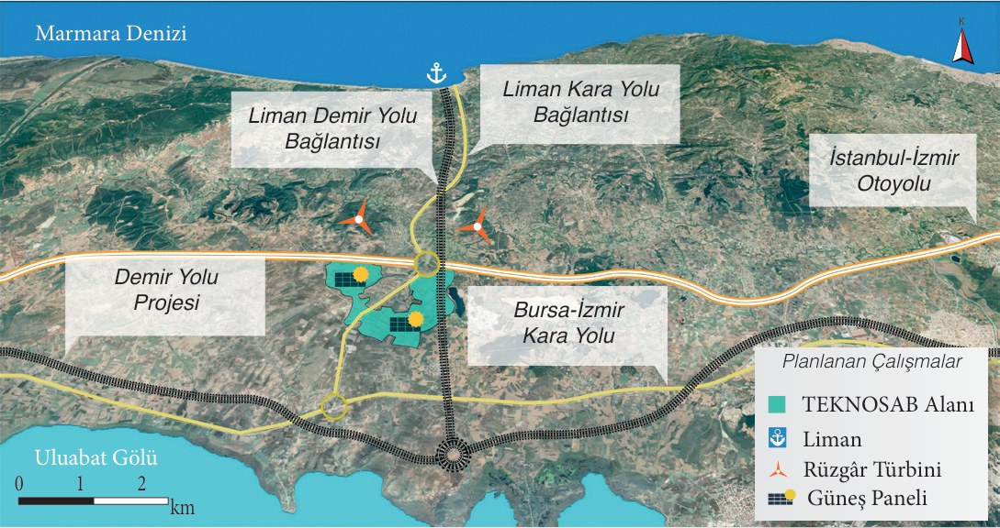 Marmara Denizi
K
Liman Demir Yolu
Bağlantısı
Liman Kara Yolu
Bağlantısı
İstanbul-İzmir
Otoyolu
Demir Yolu
Projesi
Bursa-İzmir
Kara Yolu
Planlanan Çalışmalar
TEKNOSAB Alanı
Liman
Rüzgâr Türbini
Güneş Paneli
Uluabat Gölü
0 1 2
km